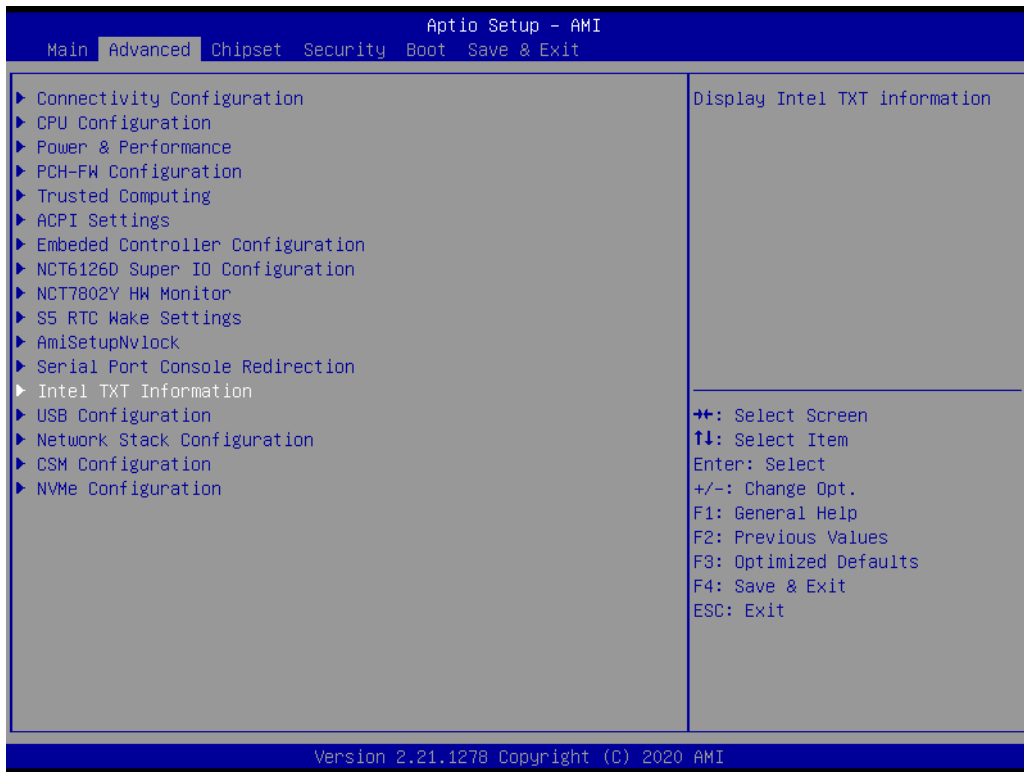 Aptio Setup – AMI
Main Advanced Chipset Security Boot Save & Exit
Connectivity Configuration
CPU Configuration
Power & Performance
PCH-FW Configuration
Trusted Computing
ACPI Settings
Embeded Controller Configuration
NCT6126D Super IO Configuration
NCT7802Y HW Monitor
S5 RTC Wake Settings
AmiSetupNvlock
Serial Port Console Redirection
Intel TXT Information
USB Configuration
Network Stack Configuration
CSM Configuration
NVMe Configuration
Display Intel TXT information
→←: Select Screen
↑↓: Select Item
Enter: Select
+/-: Change Opt.
F1: General Help
F2: Previous Values
F3: Optimized Defaults
F4: Save & Exit
ESC: Exit
Version 2.21.1278 Copyright (C) 2020 AMI